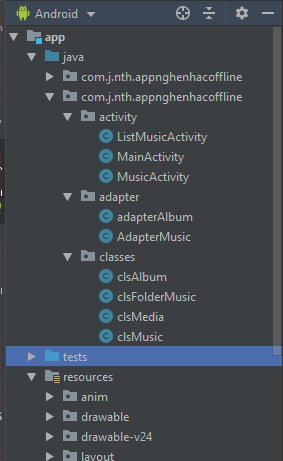 Android
app
java
com.j.nth.appnghenhacoffline
com.j.nth.appnghenhacoffline
activity
ListMusicActivity
MainActivity
MusicActivity
adapter
adapterAlbum
AdapterMusic
classes
clsAlbum
clsFolderMusic
clsMedia
clsMusic
tests
resources
anim
drawable
drawable-v24
layout